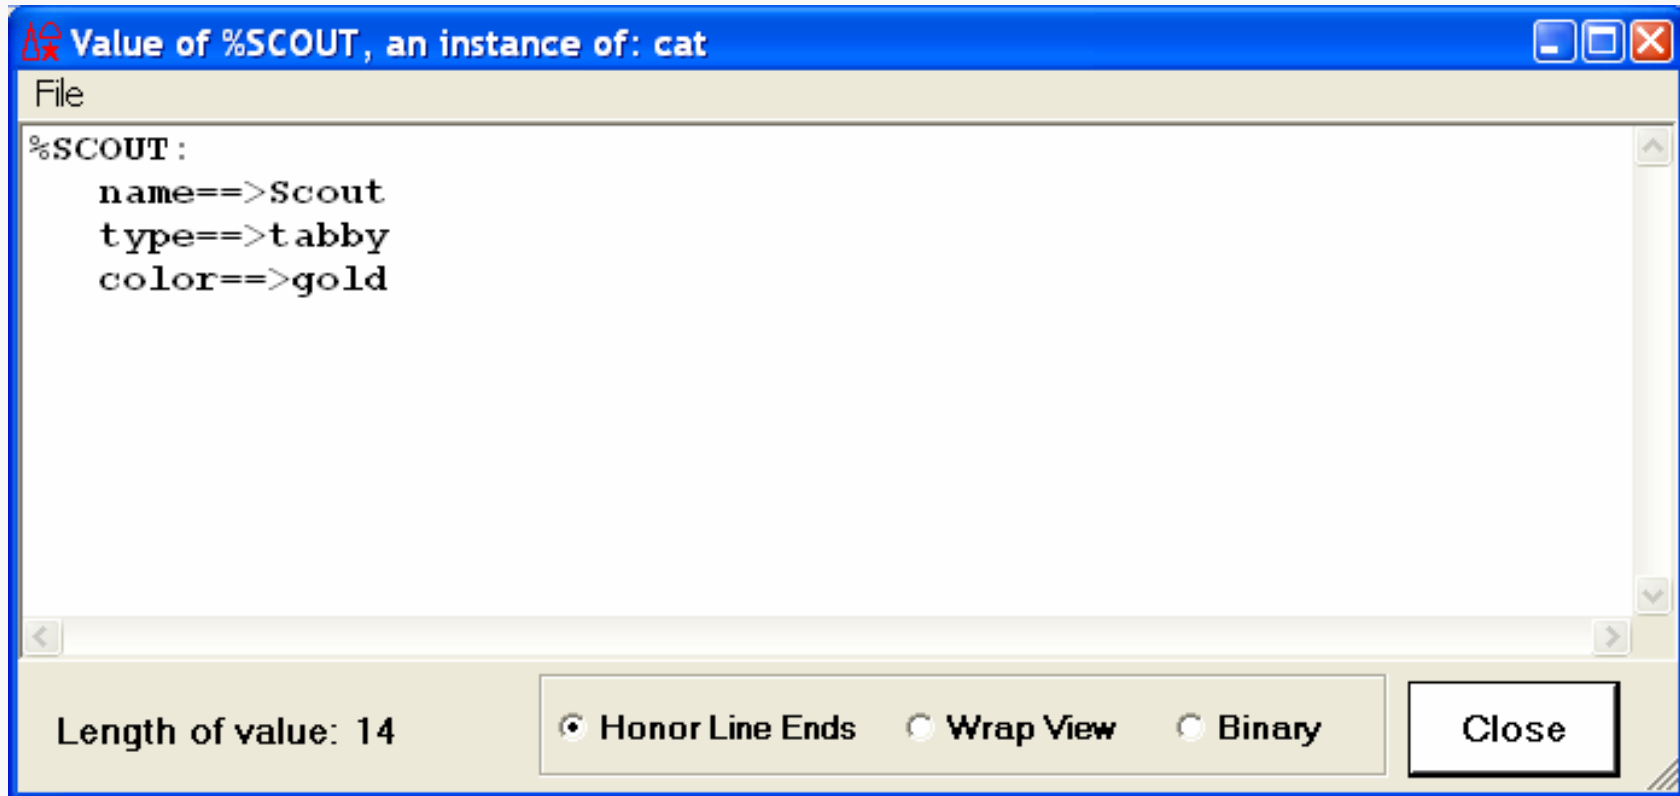 Value of %SCOUT, an instance of: cat
File
%SCOUT:
name==>Scout
type==>tabby
color==>gold
Length of value: 14
Honor Line Ends
Wrap View
Binary
Close